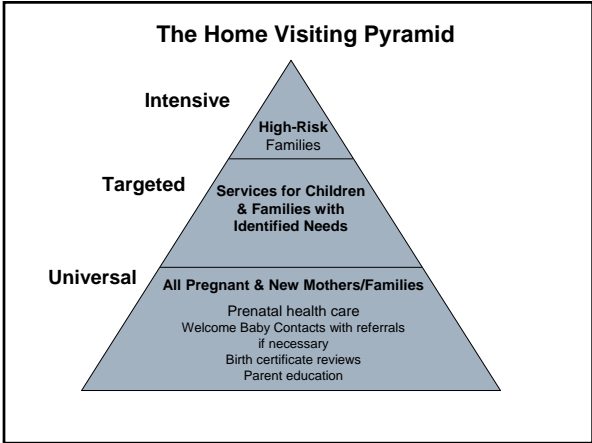 The Home Visiting Pyramid
Intensive
High-Risk
Families
Targeted
Services for Children
& Families with
Identified Needs
Universal
All Pregnant & New Mothers/Families
Prenatal health care
Welcome Baby Contacts with referrals
if necessary
Birth certificate reviews
Parent education